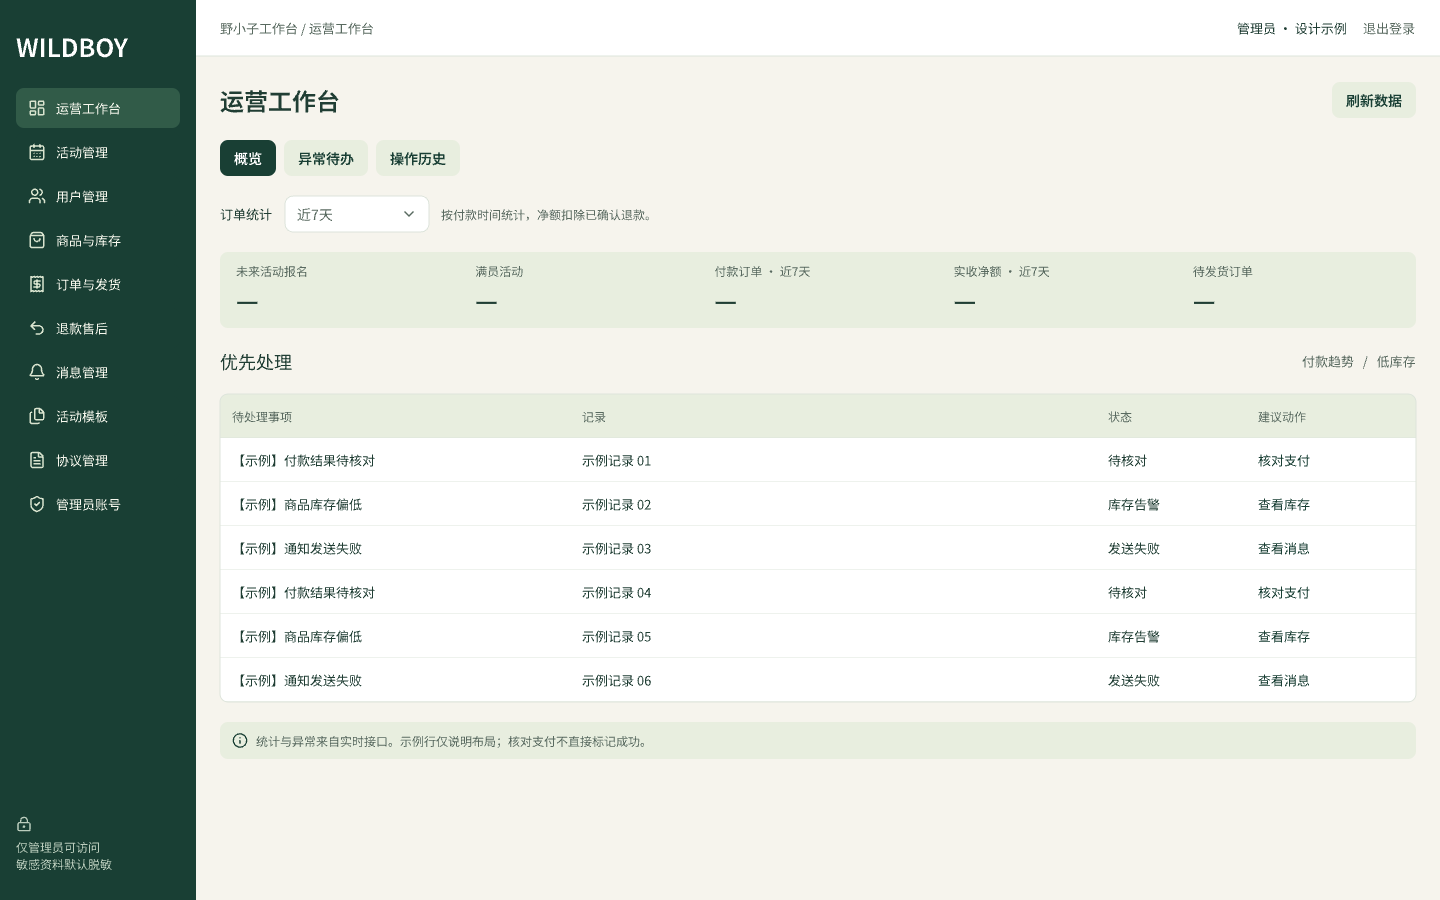 WILDBOY
运营工作台
活动管理
用户管理
商品与库存
订单与发货
退款售后
消息管理
活动模板
协议管理
管理员账号
仅管理员可访问
敏感资料默认脱敏
野小子工作台 / 运营工作台
管理员 · 设计示例 退出登录
运营工作台
刷新数据
概览 异常待办 操作历史
订单统计 近7天 按付款时间统计，净额扣除已确认退款。
未来活动报名 满员活动 付款订单 · 近7天 实收净额 · 近7天 待发货订单
— — — — —
优先处理 付款趋势 / 低库存
待处理事项 记录 状态 建议动作
【示例】付款结果待核对 示例记录 01 待核对 核对支付
【示例】商品库存偏低 示例记录 02 库存告警 查看库存
【示例】通知发送失败 示例记录 03 发送失败 查看消息
【示例】付款结果待核对 示例记录 04 待核对 核对支付
【示例】商品库存偏低 示例记录 05 库存告警 查看库存
【示例】通知发送失败 示例记录 06 发送失败 查看消息
统计与异常来自实时接口。示例行仅说明布局；核对支付不直接标记成功。